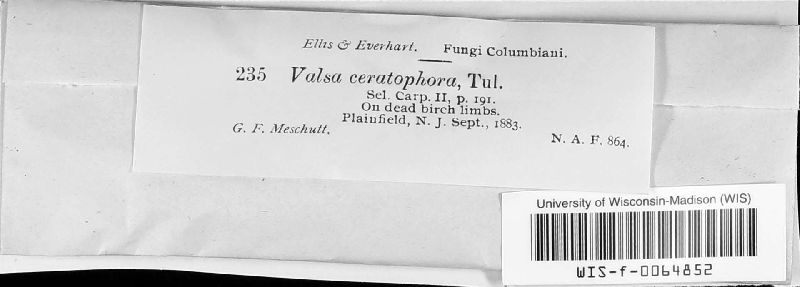 Ellis & Everhart. Fungi Columbiani.
235 Valsa ceratophora, Tul.
Sel. Carp. II, p. 191.
On dead birch limbs.
Plainfield, N. J. Sept., 1883.
G. F. Meschutt.
N. A. F. 864.
University of Wisconsin-Madison (WIS)
WIS-f-0064852